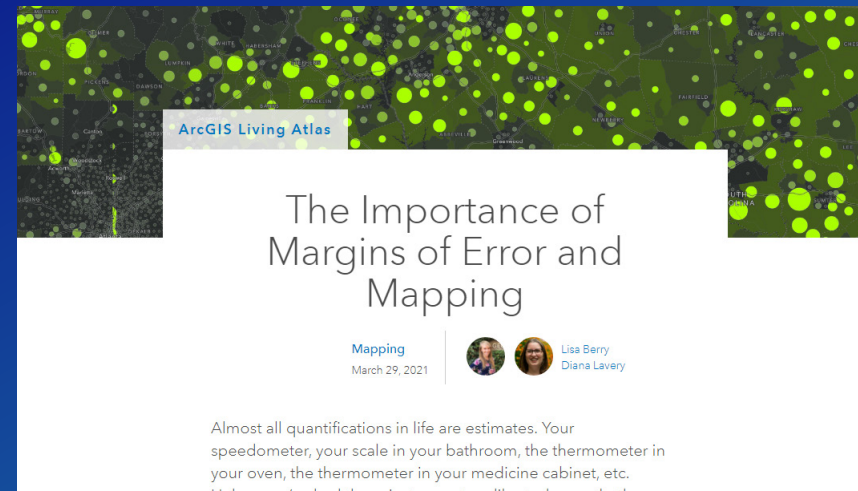 ArcGIS Living Atlas
The Importance of
Margins of Error and
Mapping
Mapping
March 29, 2021
Lisa Berry
Diana Lavery
Almost all quantifications in life are estimates. Your
speedometer, your scale in your bathroom, the thermometer in
your oven, the thermometer in your medicine cabinet, etc.